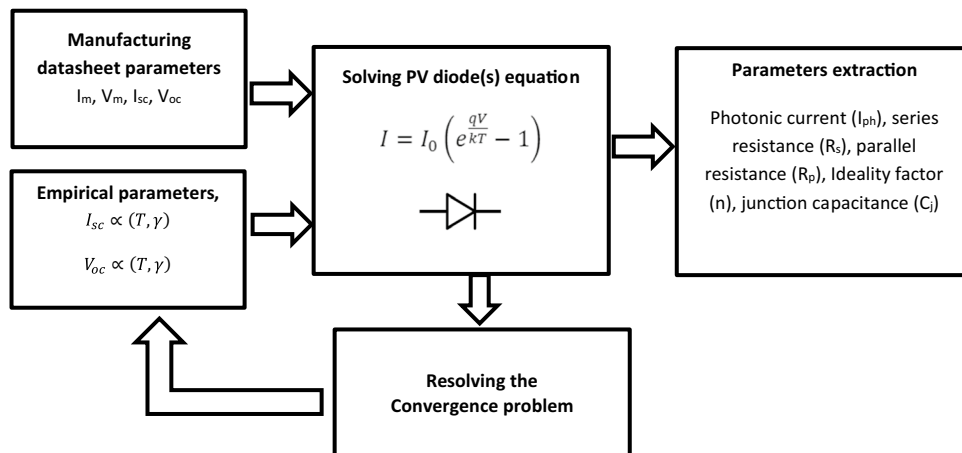 Manufacturing
datasheet parameters
Iₘ, Vₘ, Iₛc, Vₒc
Empirical parameters,
𝐼𝑠𝑐 ∝ (𝑇, 𝛾)
𝑉𝑜𝑐 ∝ (𝑇, 𝛾)
Solving PV diode(s) equation
I = I₀ (e^{qV/kT} − 1)
Resolving the
Convergence problem
Parameters extraction
Photonic current (Iₚₕ), series
resistance (Rₛ), parallel
resistance (Rₚ), Ideality factor
(n), junction capacitance (Cⱼ)